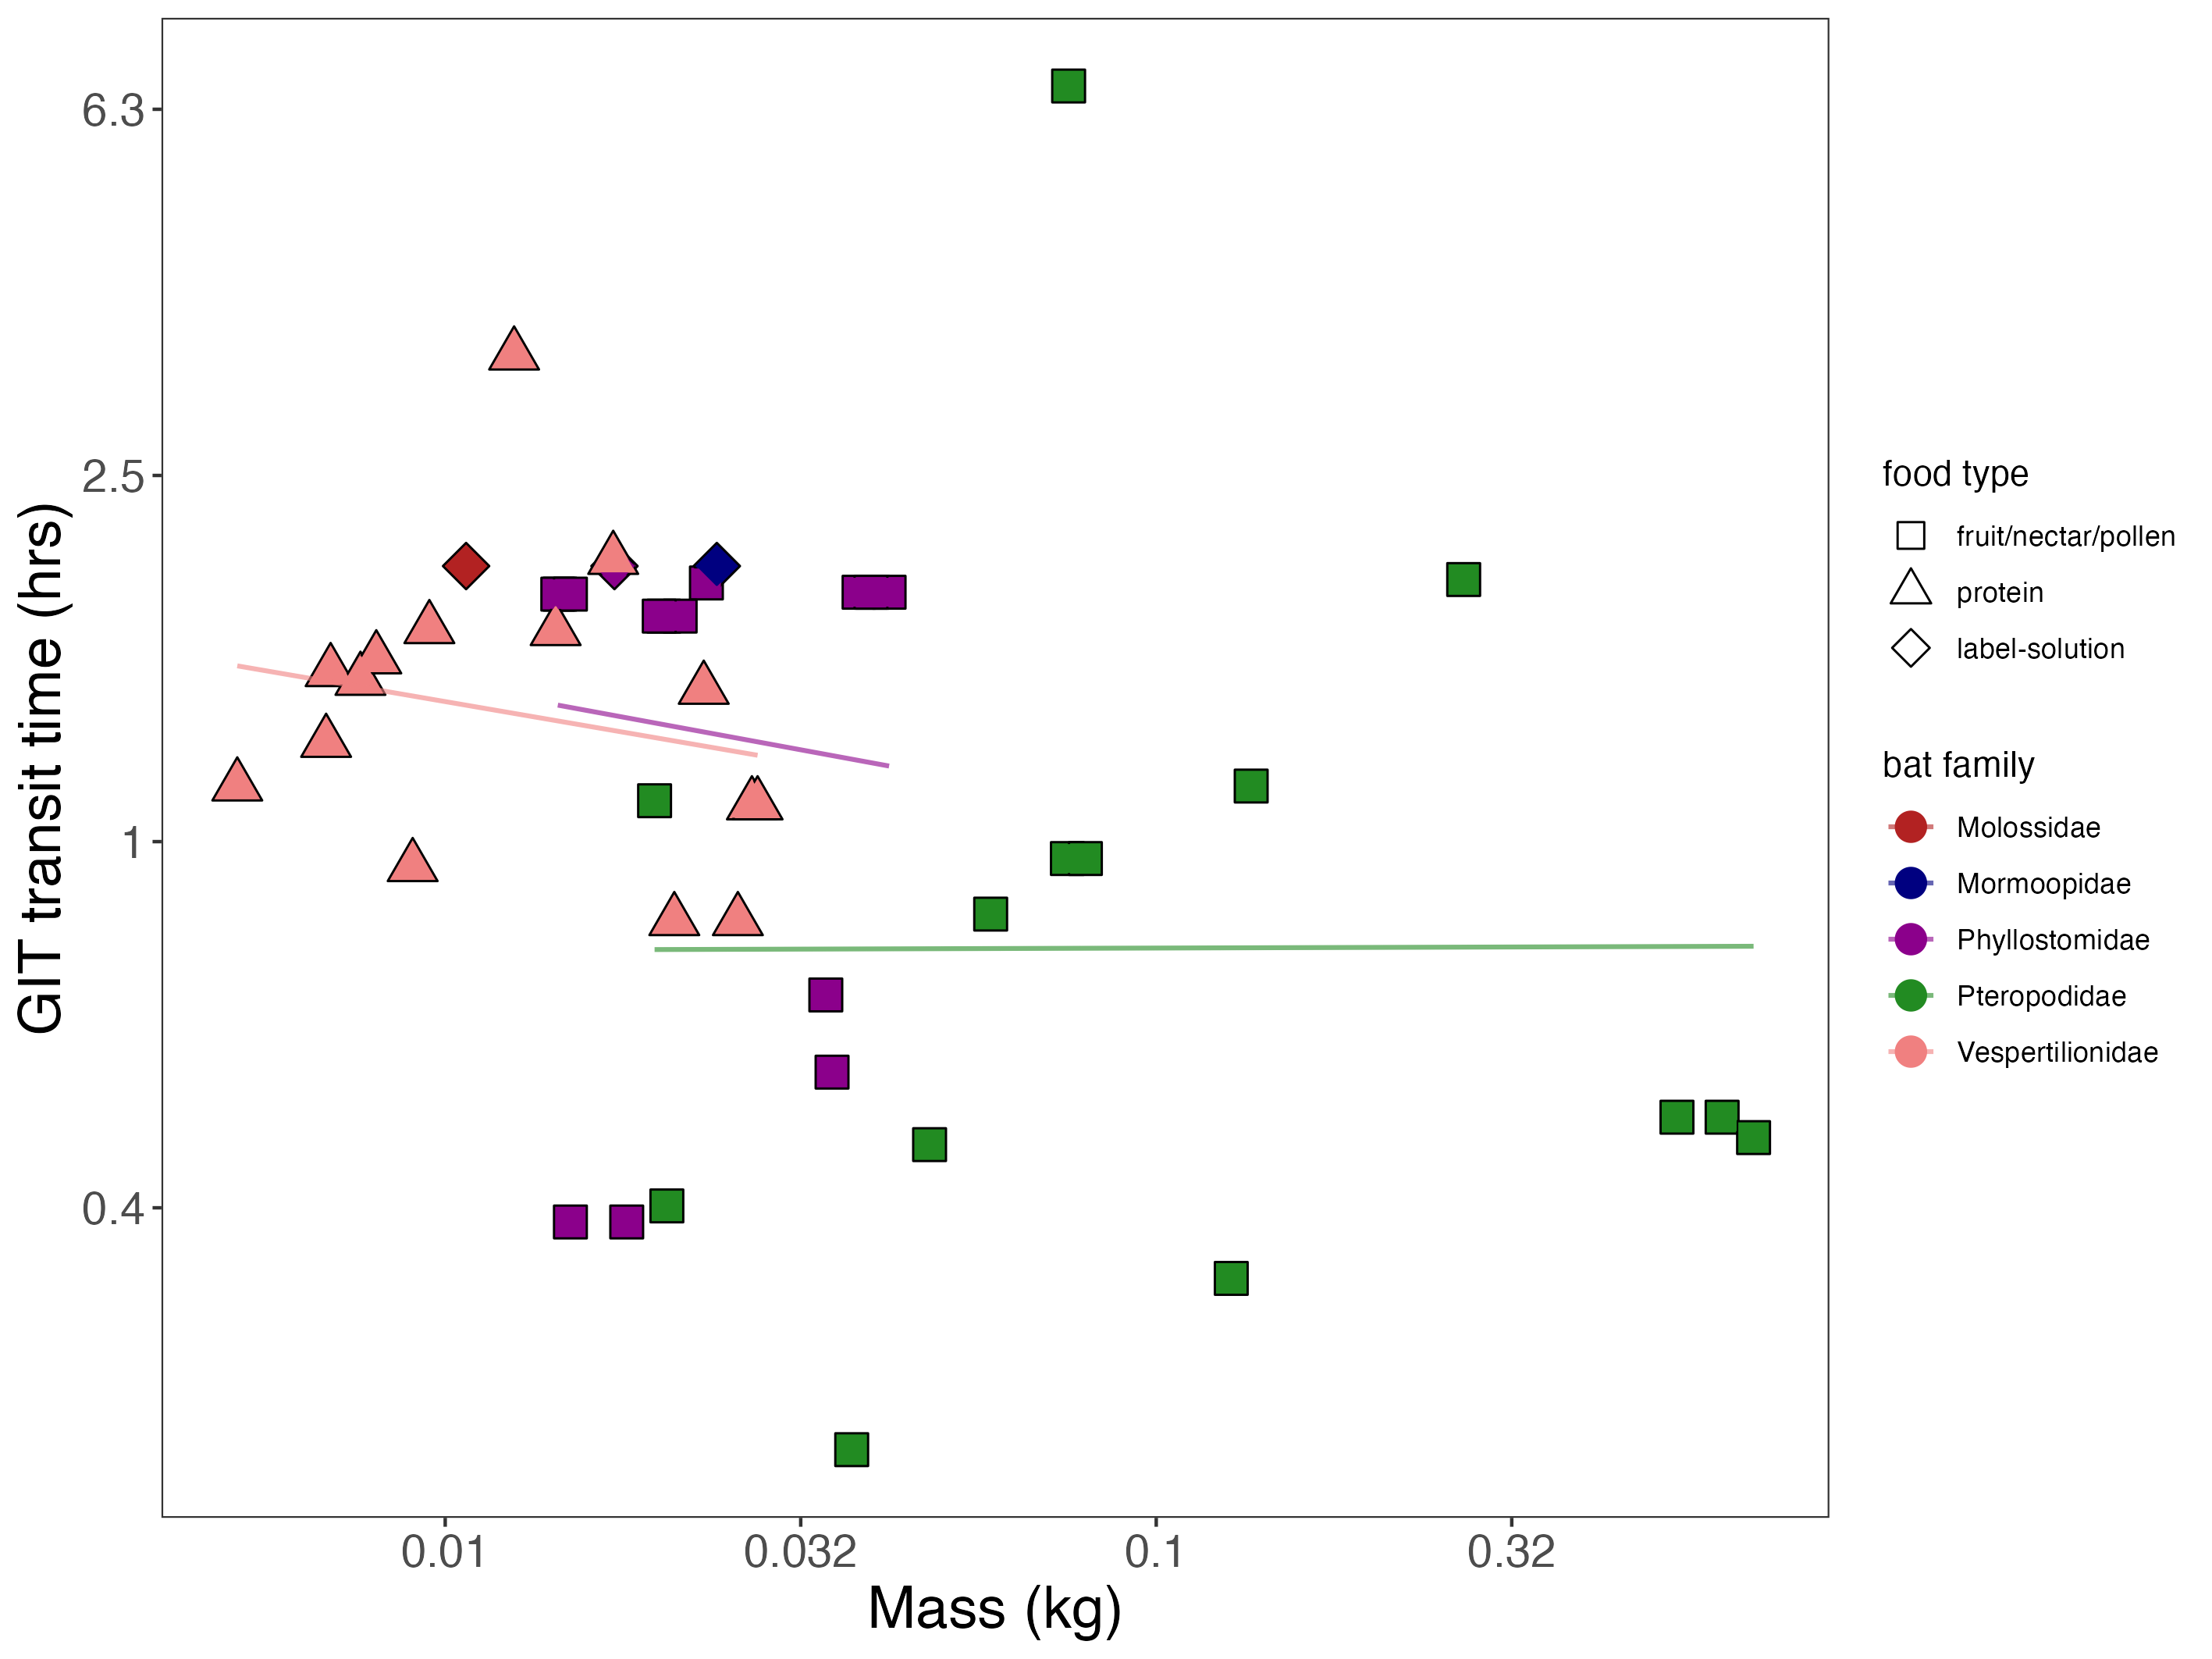 GIT transit time (hrs)
6.3
2.5
1
0.4
0.01
0.032
0.1
0.32
Mass (kg)
food type
fruit/nectar/pollen
protein
label-solution
bat family
Molossidae
Mormoopidae
Phyllostomidae
Pteropodidae
Vespertilionidae